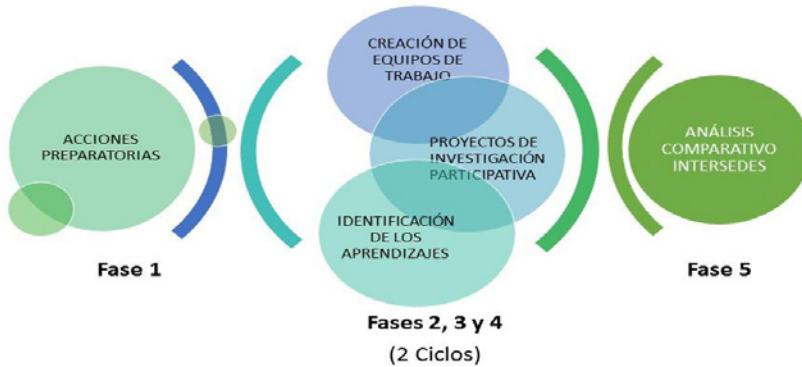 ACCIONES
PREPARATORIAS
Fase 1
CREACIÓN DE
EQUIPOS DE
TRABAJO
PROYECTOS DE
INVESTIGACIÓN
PARTICIPATIVA
IDENTIFICACIÓN
DE LOS
APRENDIZAJES
Fases 2, 3 y 4
(2 Ciclos)
ANÁLISIS
COMPARATIVO
INTERSEDES
Fase 5